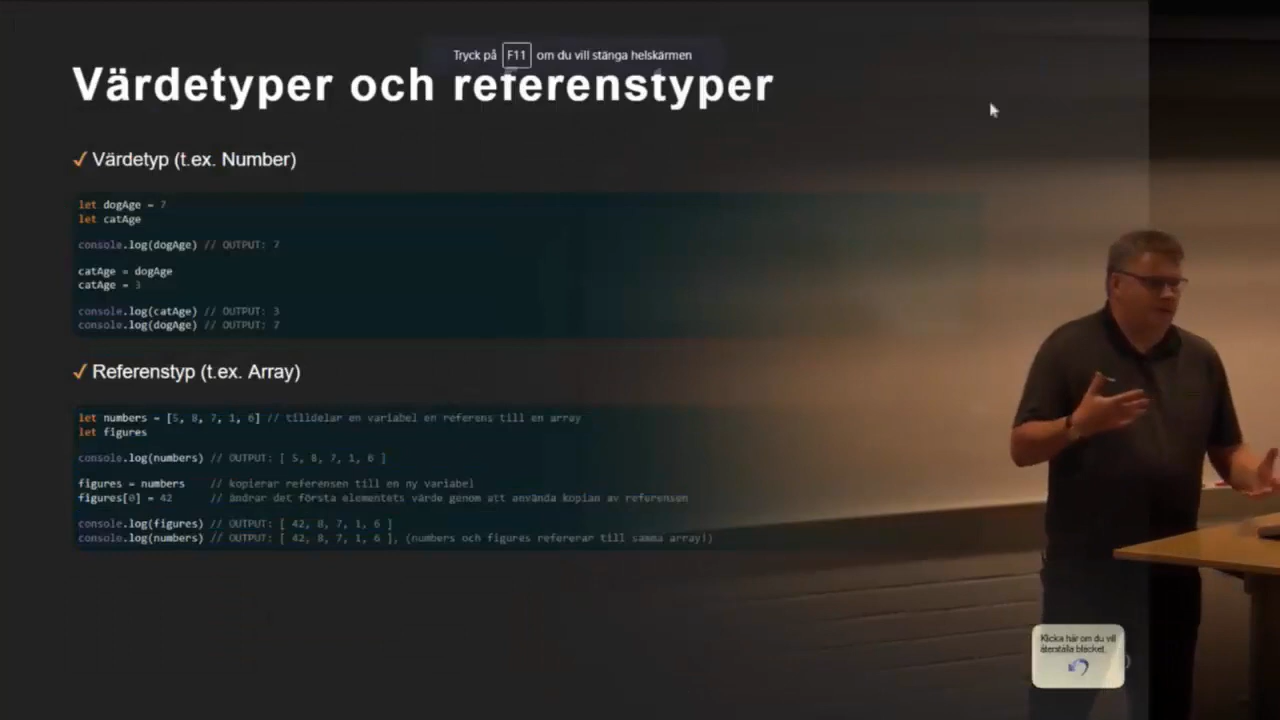 Tryck på F11 om du vill stänga helskärmen
Värdetyper och referenstyper
✓ Värdetyp (t.ex. Number)
let dogAge = 7
let catAge
console.log(dogAge) // OUTPUT: 7
catAge = dogAge
catAge = 3
console.log(catAge) // OUTPUT: 3
console.log(dogAge) // OUTPUT: 7
✓ Referenstyp (t.ex. Array)
let numbers = [5, 8, 7, 1, 6] // tilldelar en variabel en referens till en array
let figures
console.log(numbers) // OUTPUT: [ 5, 8, 7, 1, 6 ]
figures = numbers // kopierar referensen till en ny variabel
figures[0] = 42 // ändrar det första elementets värde genom att använda kopian av referensen
console.log(figures) // OUTPUT: [ 42, 8, 7, 1, 6 ]
console.log(numbers) // OUTPUT: [ 42, 8, 7, 1, 6 ], (numbers och figures refererar till samma array!)
Klicka här om du vill
återställa bläcket.